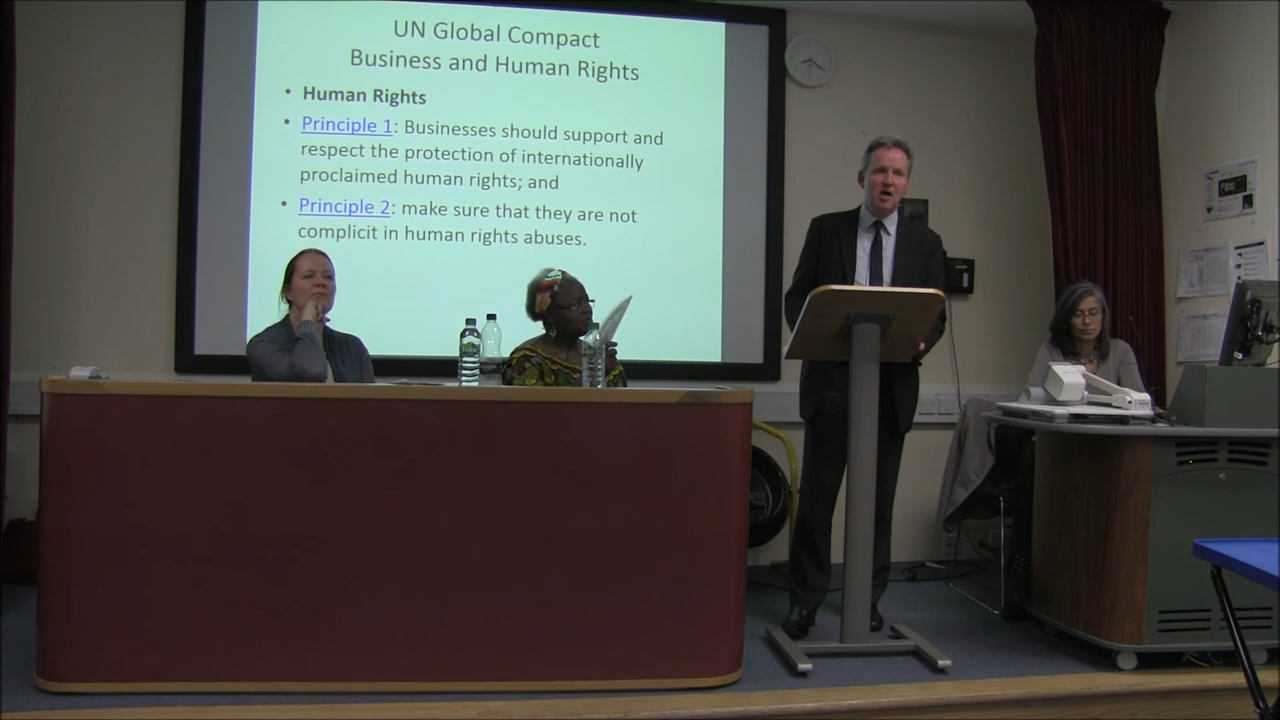 UN Global Compact
Business and Human Rights
• Human Rights
• Principle 1: Businesses should support and
respect the protection of internationally
proclaimed human rights; and
• Principle 2: make sure that they are not
complicit in human rights abuses.